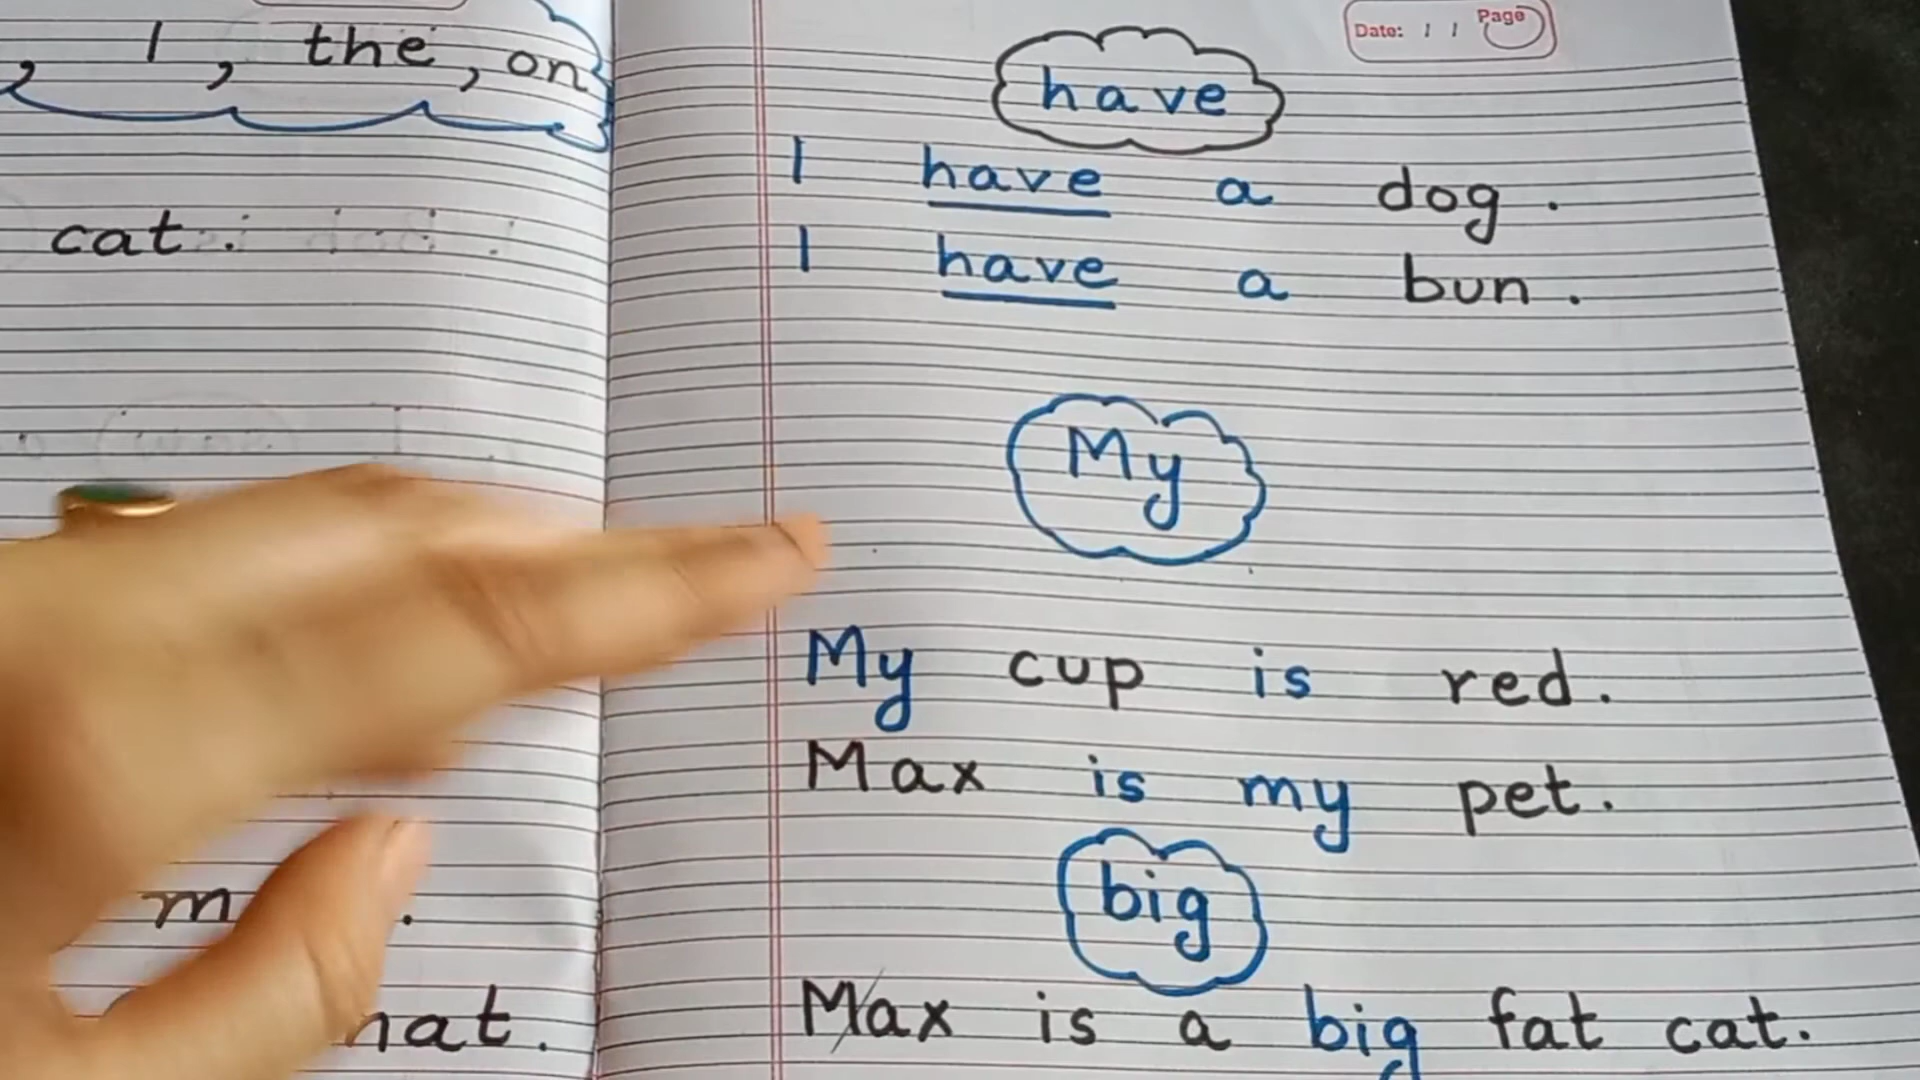 , I, the, on
cat.
m .
hat.
Date: / / Page
have
I have a dog.
I have a bun.
My
My cup is red.
Max is my pet.
big
Max is a big fat cat.